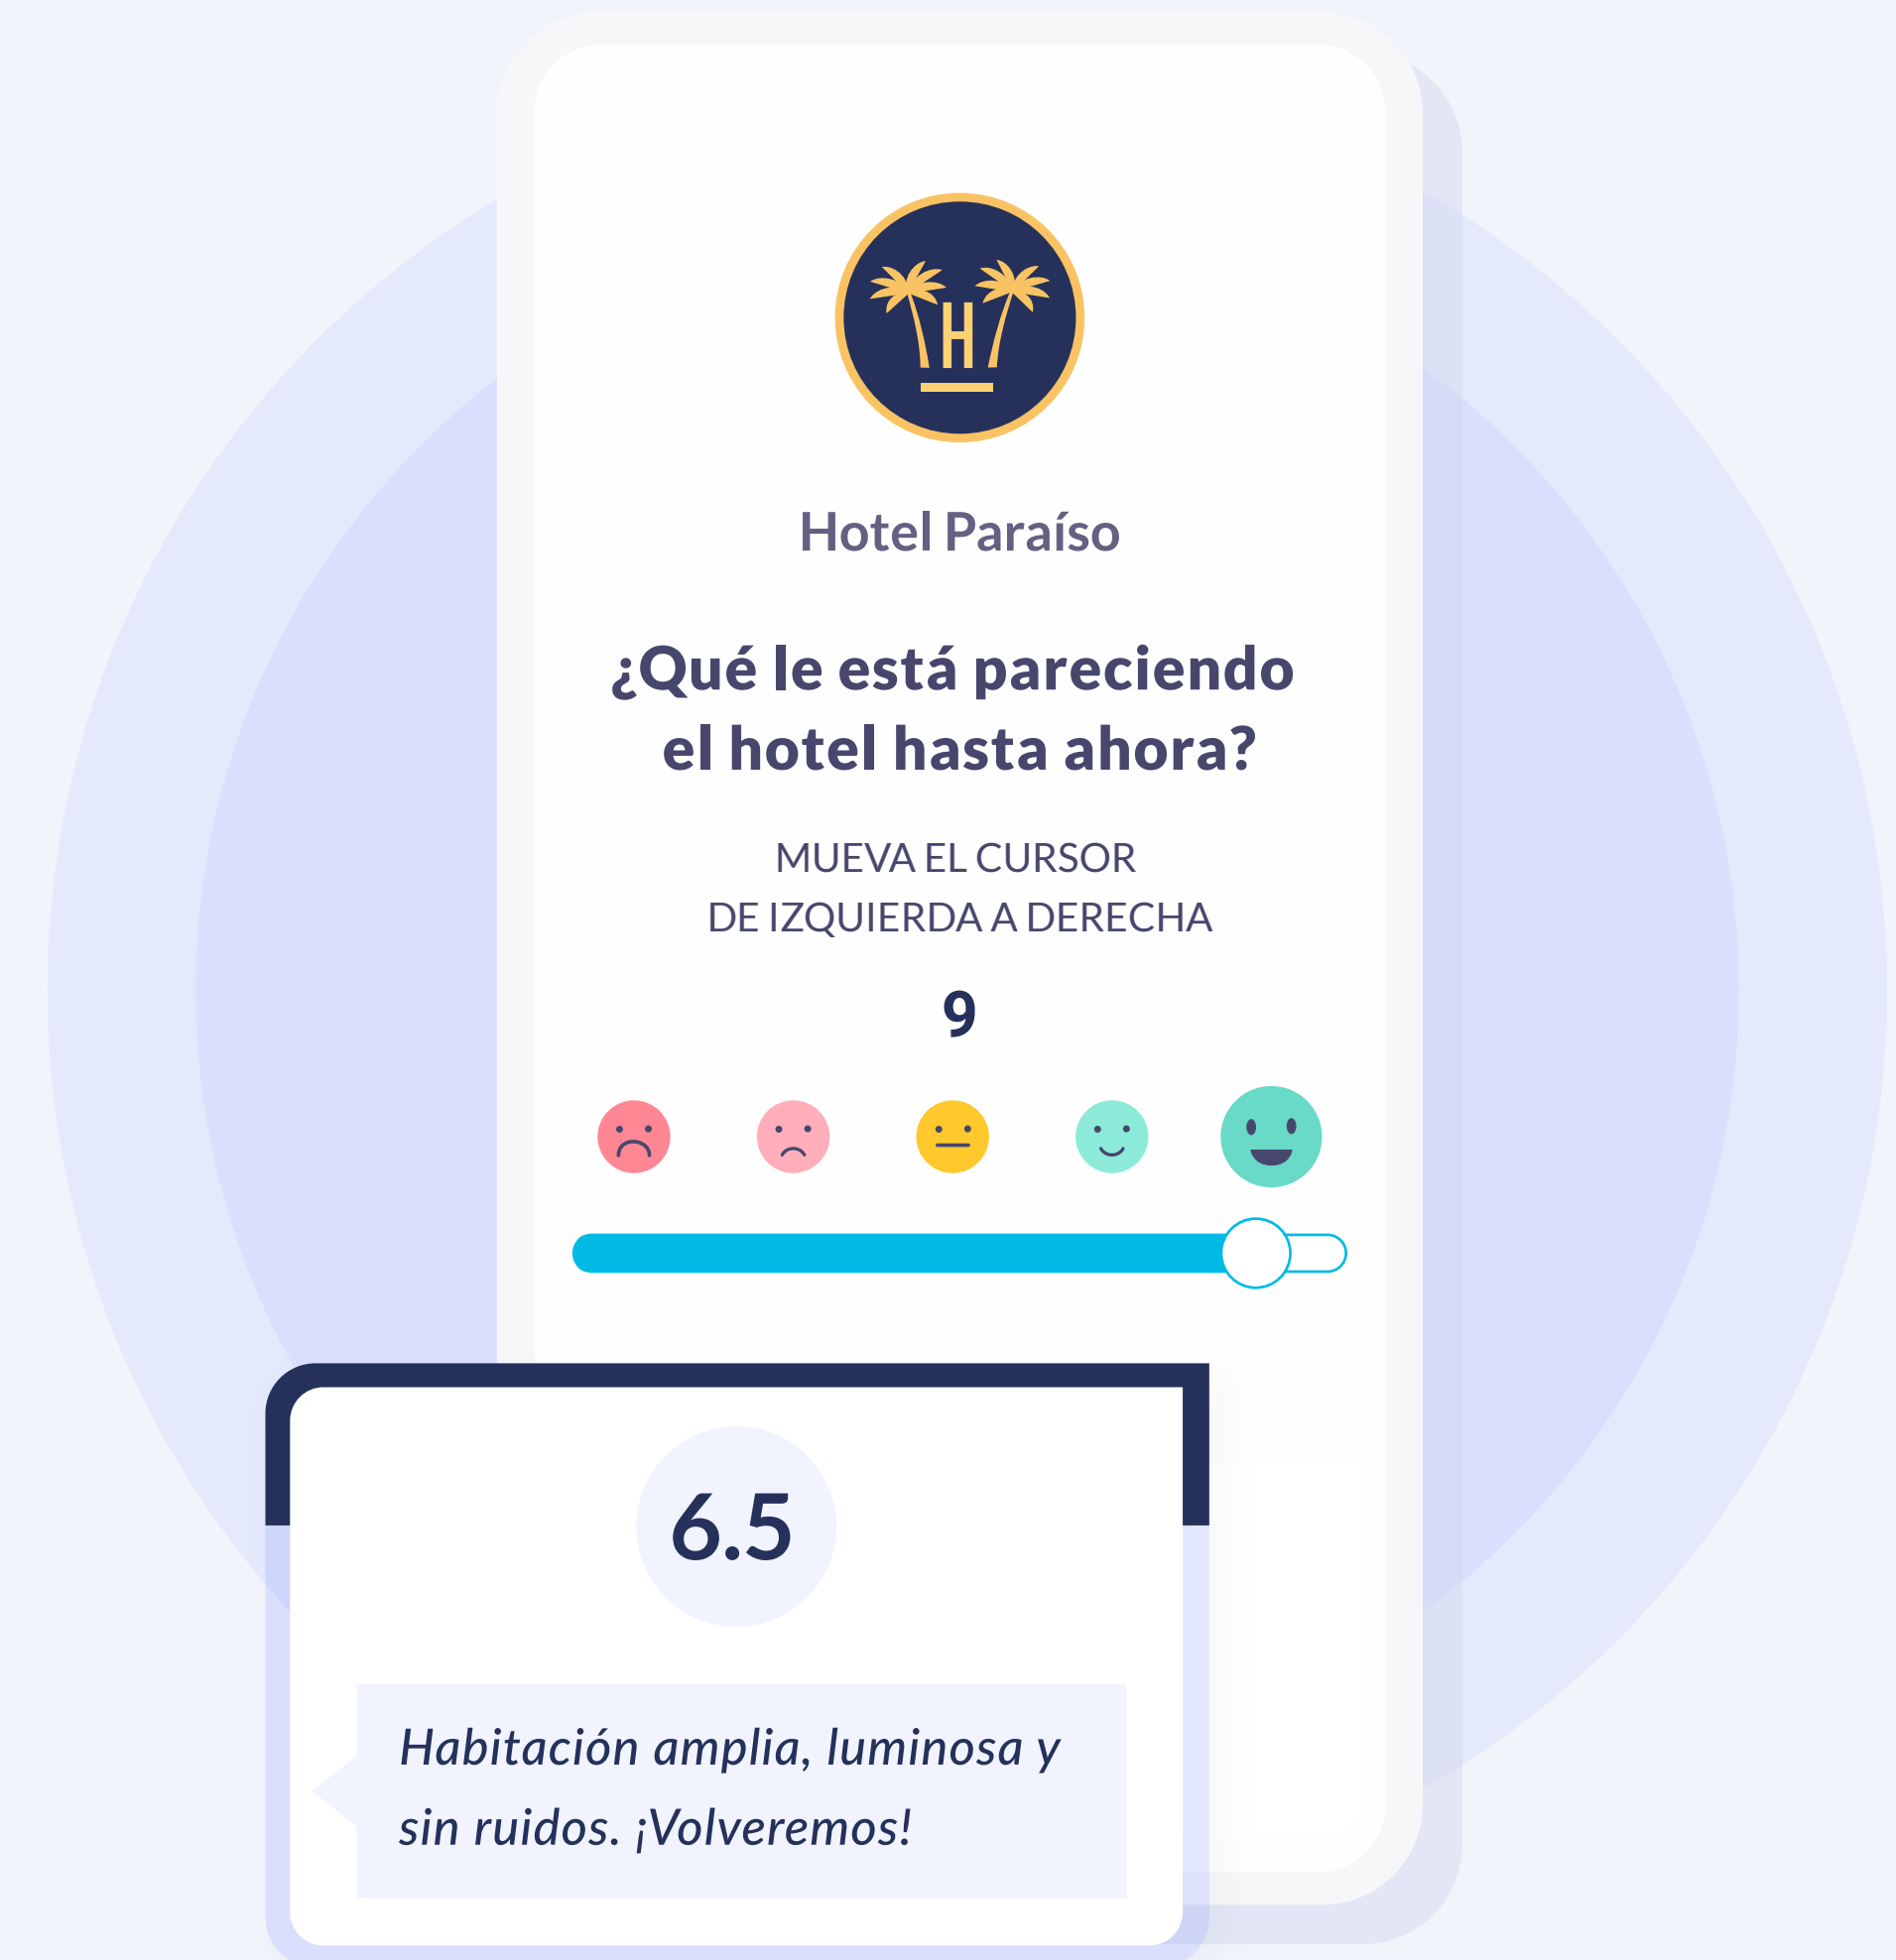 H
Hotel Paraíso
¿Qué le está pareciendo
el hotel hasta ahora?
MUEVA EL CURSOR
DE IZQUIERDA A DERECHA
9
6.5
Habitación amplia, luminosa y
sin ruidos. ¡Volveremos!